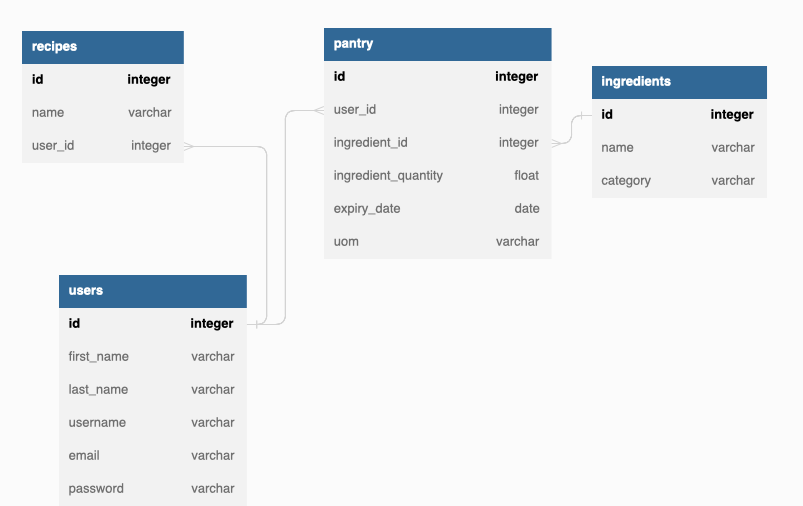 recipes
id integer
name varchar
user_id integer
pantry
id integer
user_id integer
ingredient_id integer
ingredient_quantity float
expiry_date date
uom varchar
ingredients
id integer
name varchar
category varchar
users
id integer
first_name varchar
last_name varchar
username varchar
email varchar
password varchar